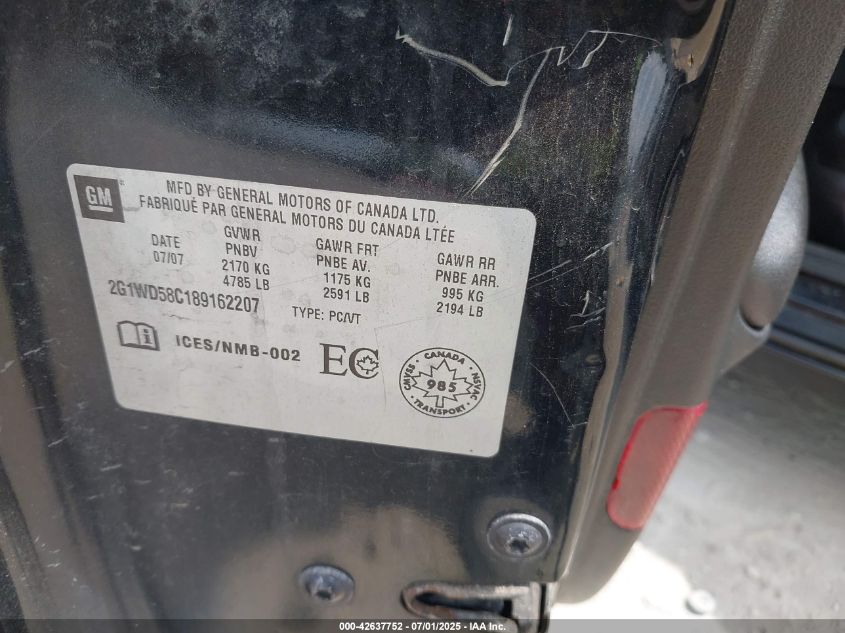 GM
MFD BY GENERAL MOTORS OF CANADA LTD.
FABRIQUÉ PAR GENERAL MOTORS DU CANADA LTÉE
DATE GVWR GAWR FRT GAWR RR
07/07 PNBV PNBE AV. PNBE ARR.
2170 KG 1175 KG 995 KG
4785 LB 2591 LB 2194 LB
2G1WD58C189162207 TYPE: PC/VT
ICES/NMB-002 EC
CANADA
CMVSS 985 NSVAC
TRANSPORT
000-42637752 - 07/01/2025 - IAA Inc.